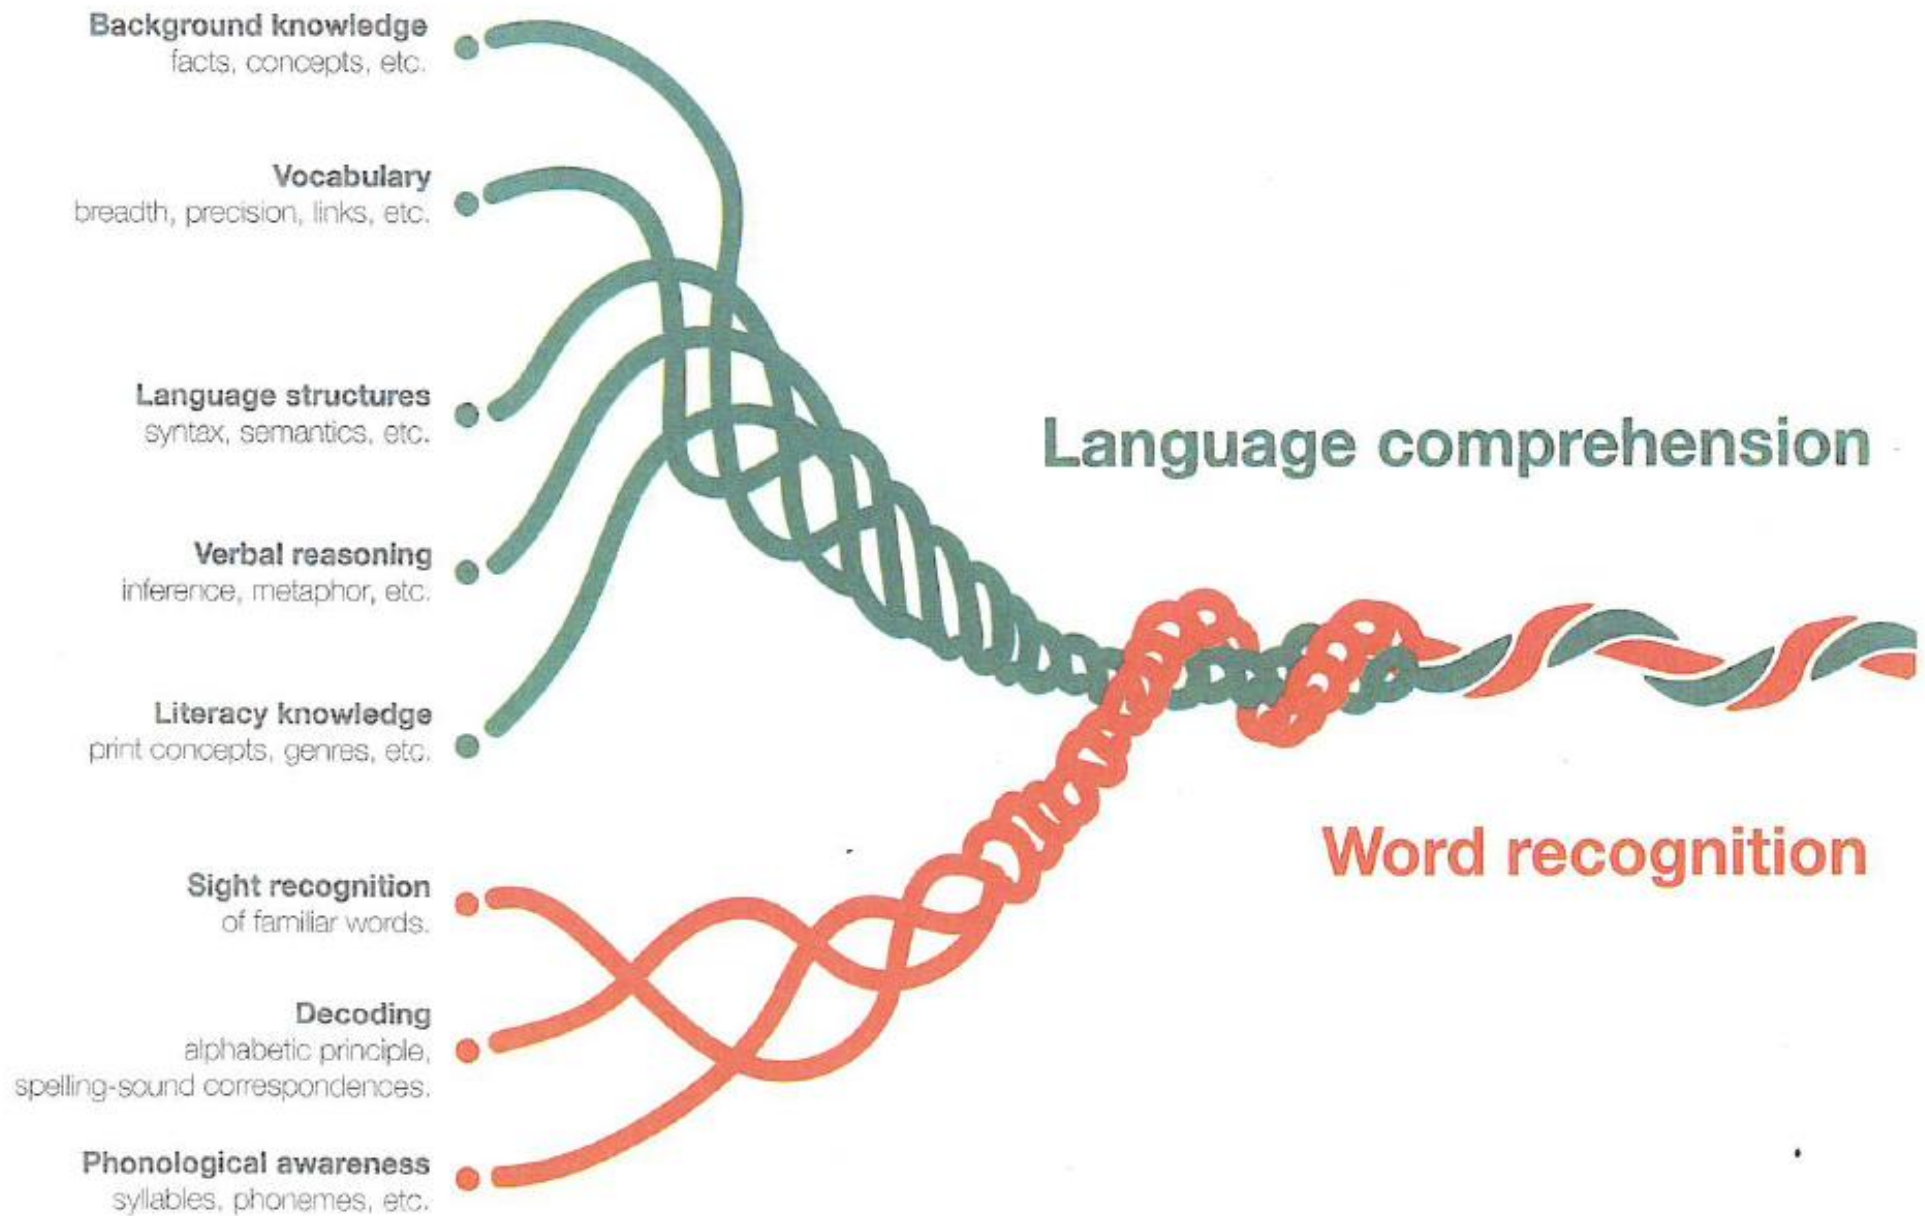 Background knowledge
facts, concepts, etc.
Vocabulary
breadth, precision, links, etc.
Language structures
syntax, semantics, etc.
Verbal reasoning
inference, metaphor, etc.
Literacy knowledge
print concepts, genres, etc.
Language comprehension
Word recognition
Sight recognition
of familiar words.
Decoding
alphabetic principle,
spelling-sound correspondences.
Phonological awareness
syllables, phonemes, etc.